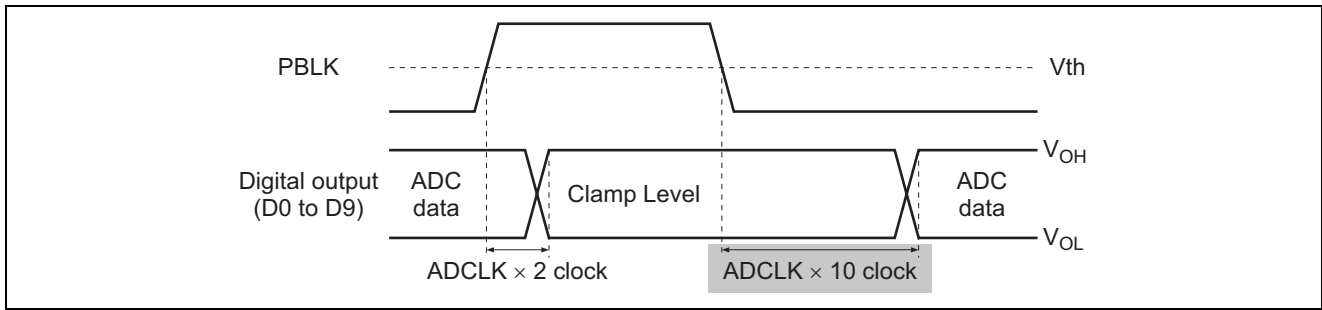 PBLK
Vth
Digital output
(D0 to D9)
ADC
data
Clamp Level
ADC
data
VOH
VOL
ADCLK × 2 clock
ADCLK × 10 clock